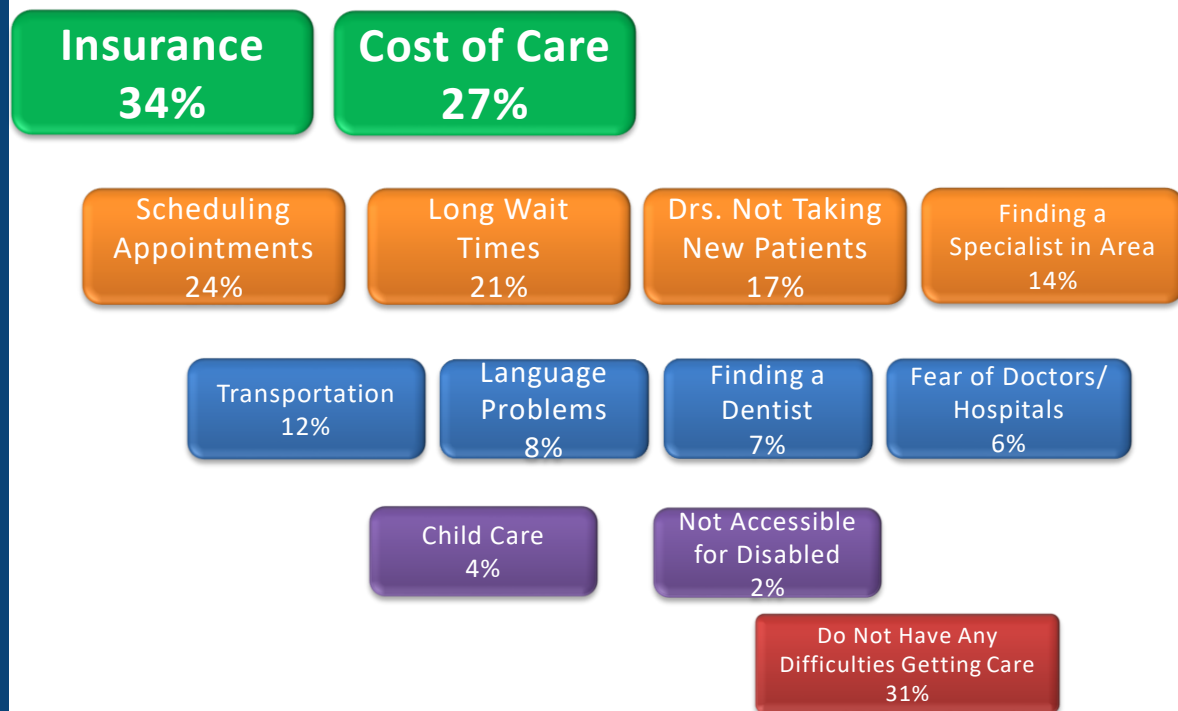 Insurance
34%
Cost of Care
27%
Scheduling
Appointments
24%
Long Wait
Times
21%
Drs. Not Taking
New Patients
17%
Finding a
Specialist in Area
14%
Transportation
12%
Language
Problems
8%
Finding a
Dentist
7%
Fear of Doctors/
Hospitals
6%
Child Care
4%
Not Accessible
for Disabled
2%
Do Not Have Any
Difficulties Getting Care
31%